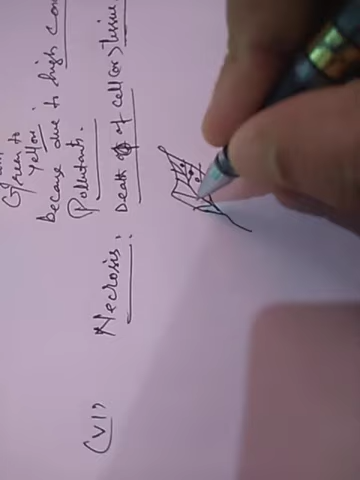 Green to
yellow.
because due to high con
Pollutants.
(VI) Necrosis. Death of cell (or) tissue.